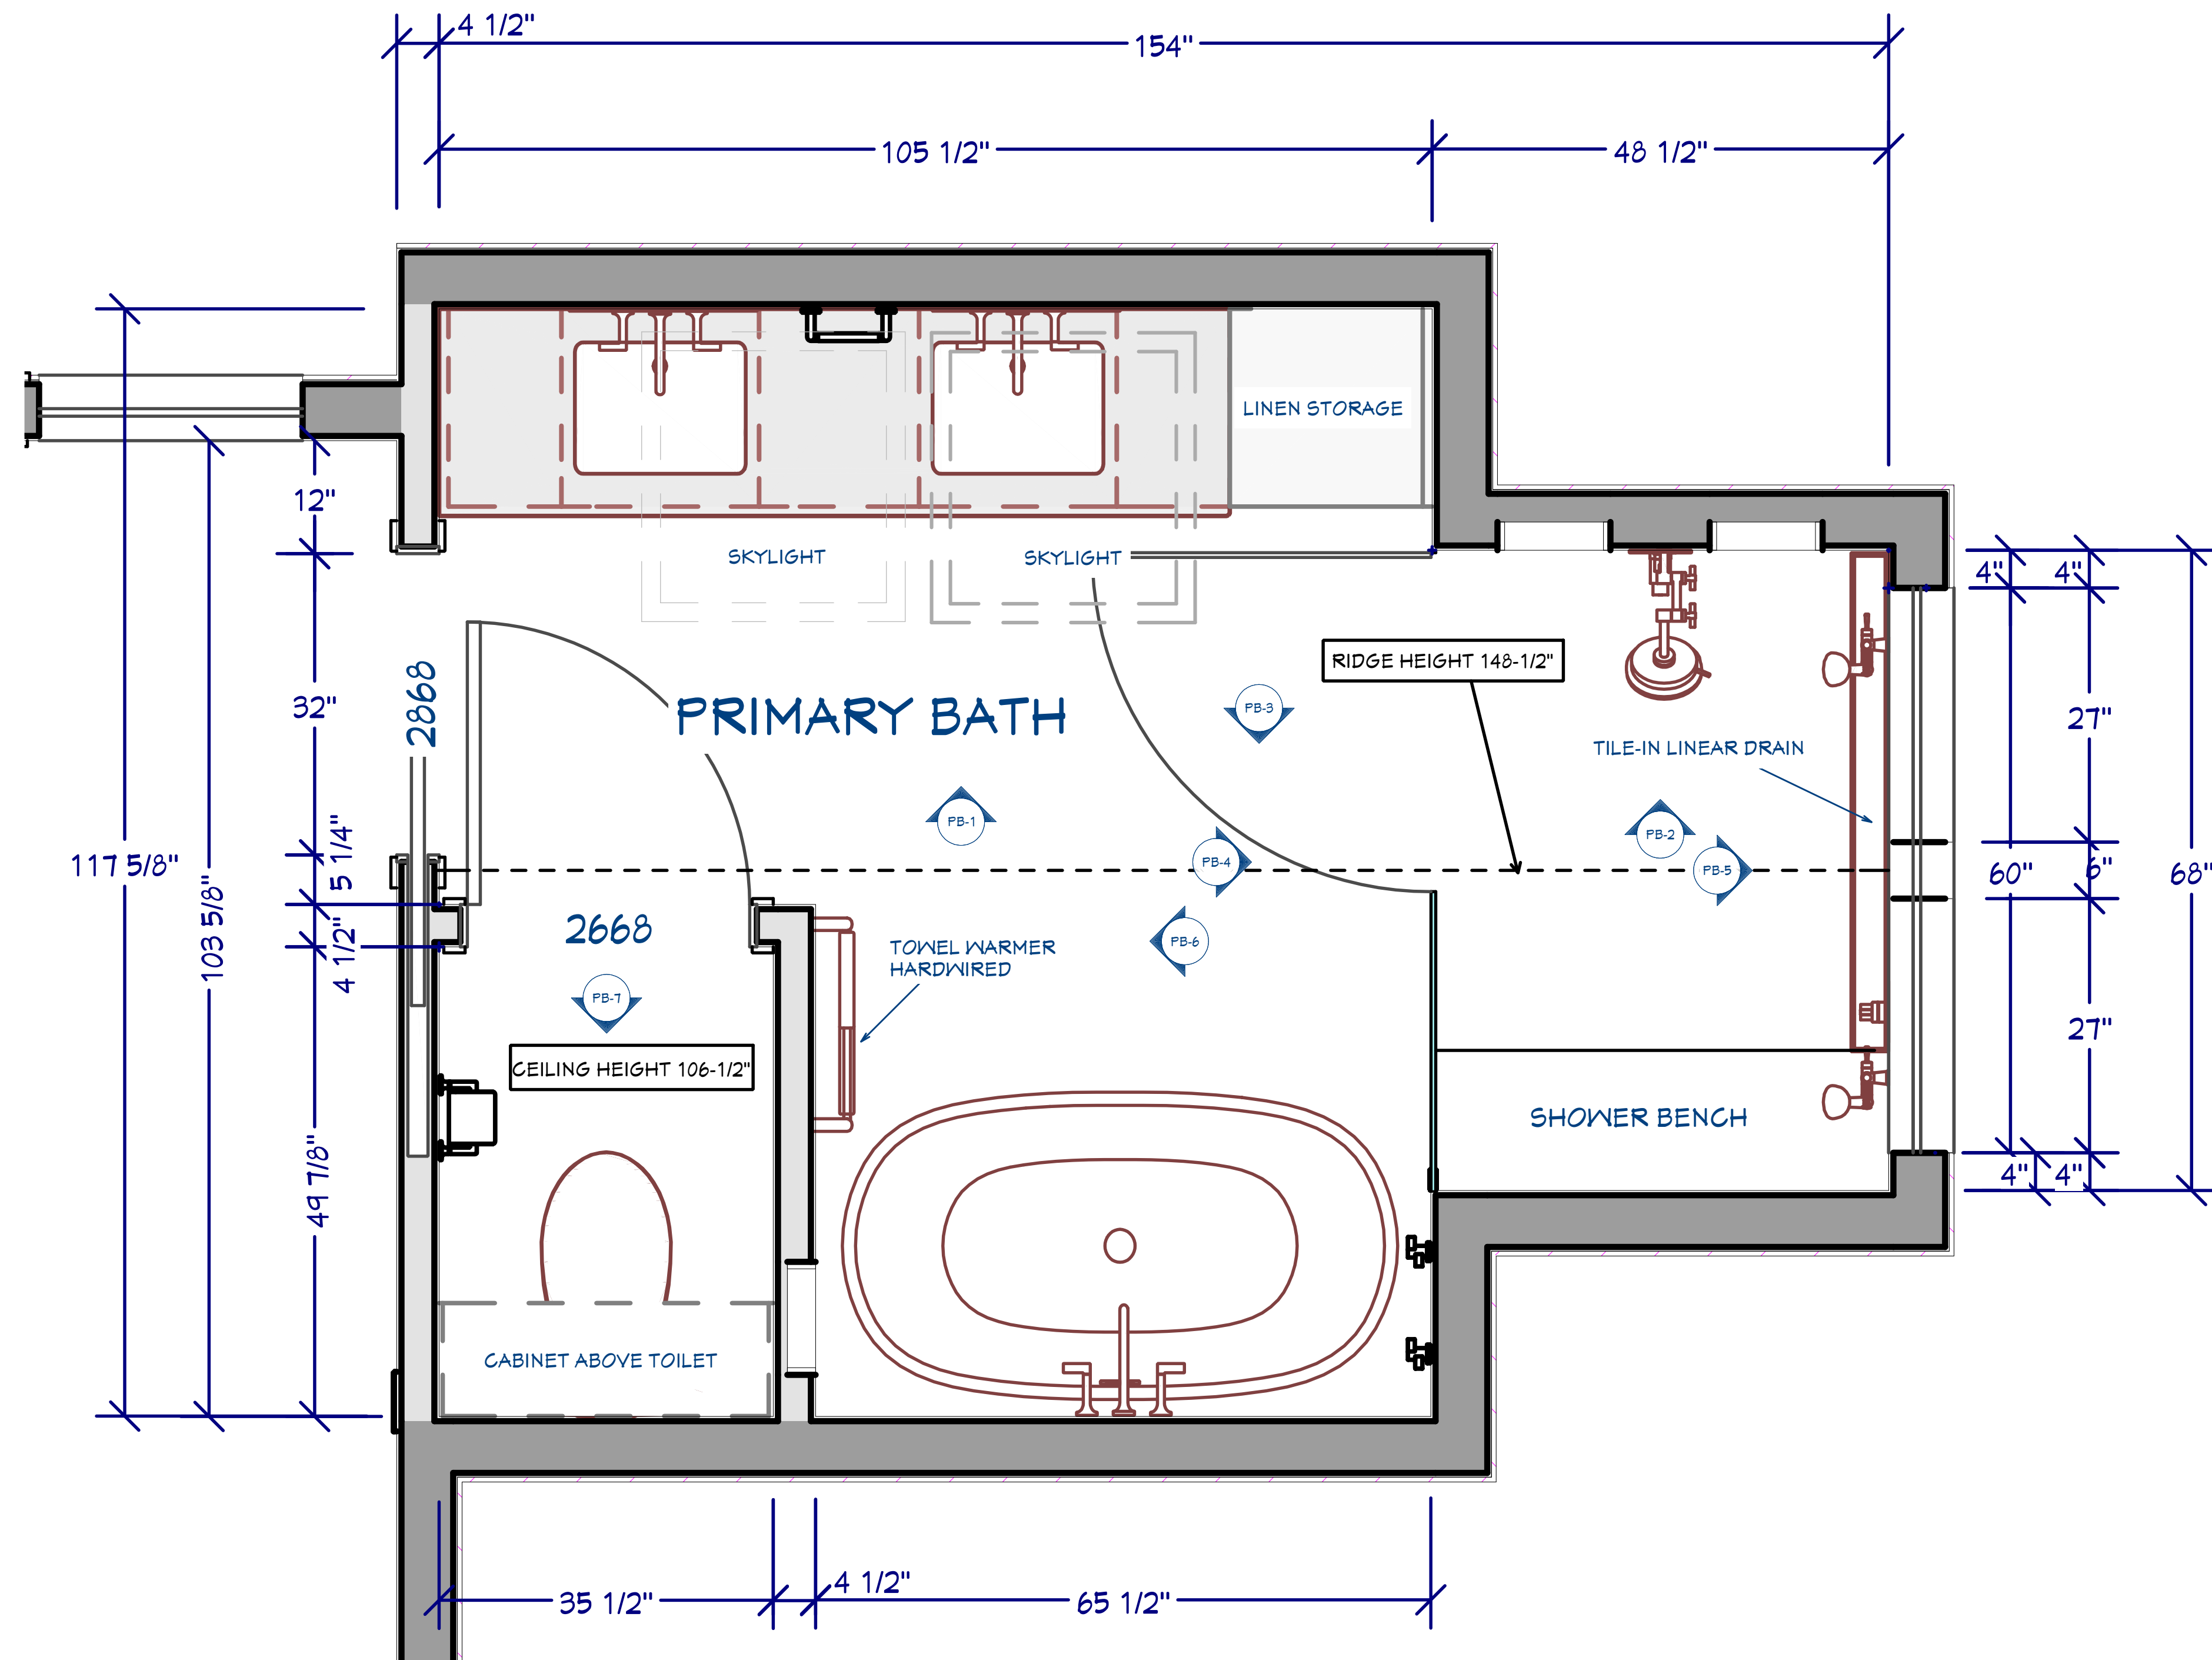 4 1/2"
154"
105 1/2"
48 1/2"
LINEN STORAGE
12"
SKYLIGHT
SKYLIGHT
4"
4"
RIDGE HEIGHT 148-1/2"
2868
32"
PRIMARY BATH
PB-3
27"
TILE-IN LINEAR DRAIN
PB-1
PB-2
5 1/4"
117 5/8"
PB-4
PB-5
60"
6"
68"
103 5/8"
2668
4 1/2"
TOWEL WARMER
HARDWIRED
PB-6
PB-7
27"
CEILING HEIGHT 106-1/2"
SHOWER BENCH
49 7/8"
4"
4"
CABINET ABOVE TOILET
35 1/2"
4 1/2"
65 1/2"